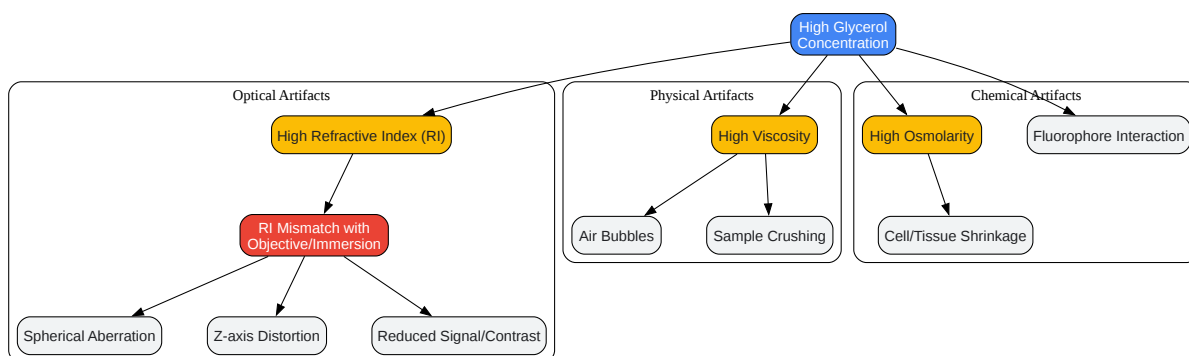 High Glycerol
Concentration
Optical Artifacts
Physical Artifacts
Chemical Artifacts
High Refractive Index (RI)
High Viscosity
High Osmolarity
Fluorophore Interaction
RI Mismatch with
Objective/Immersion
Air Bubbles
Sample Crushing
Cell/Tissue Shrinkage
Spherical Aberration
Z-axis Distortion
Reduced Signal/Contrast